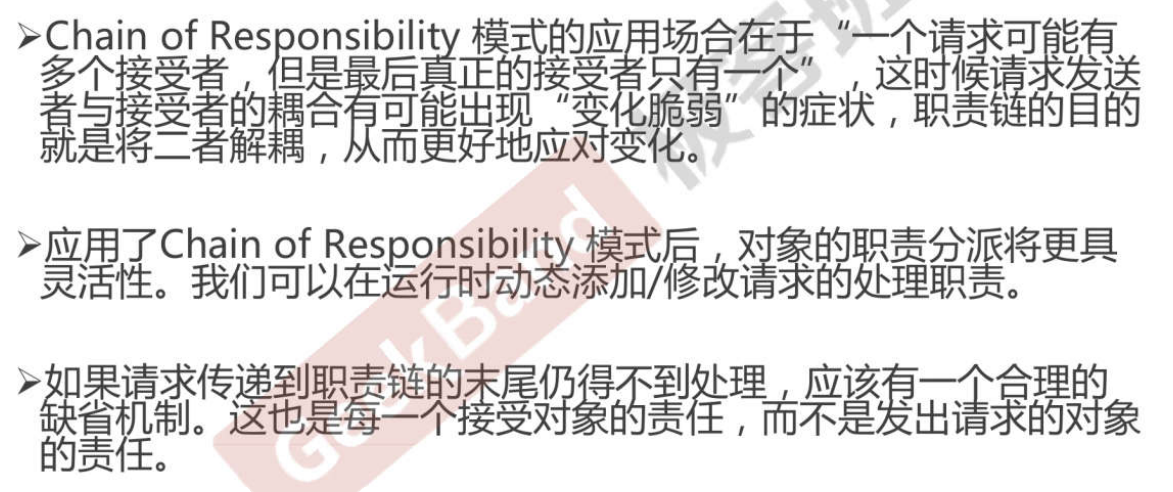 ➢Chain of Responsibility 模式的应用场合在于“一个请求可能有
多个接受者，但是最后真正的接受者只有一个”，这时候请求发送
者与接受者的耦合有可能出现“变化脆弱”的症状，职责链的目的
就是将二者解耦，从而更好地应对变化。
➢应用了Chain of Responsibility 模式后，对象的职责分派将更具
灵活性。我们可以在运行时动态添加/修改请求的处理职责。
➢如果请求传递到职责链的末尾仍得不到处理，应该有一个合理的
缺省机制。这也是每一个接受对象的责任，而不是发出请求的对象
的责任。
GeekBand
极客班